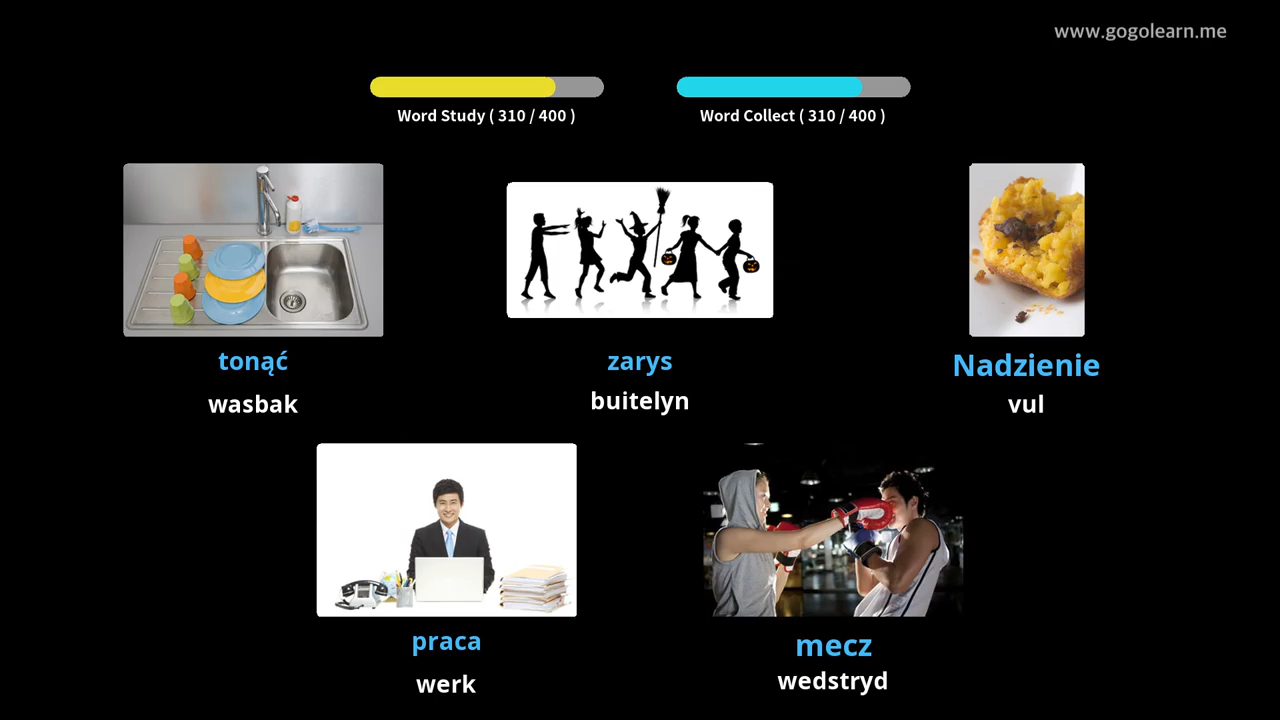 www.gogolearn.me
Word Study ( 310 / 400 )
Word Collect ( 310 / 400 )
tonąć
wasbak
zarys
buitelyn
Nadzienie
vul
praca
werk
mecz
wedstryd